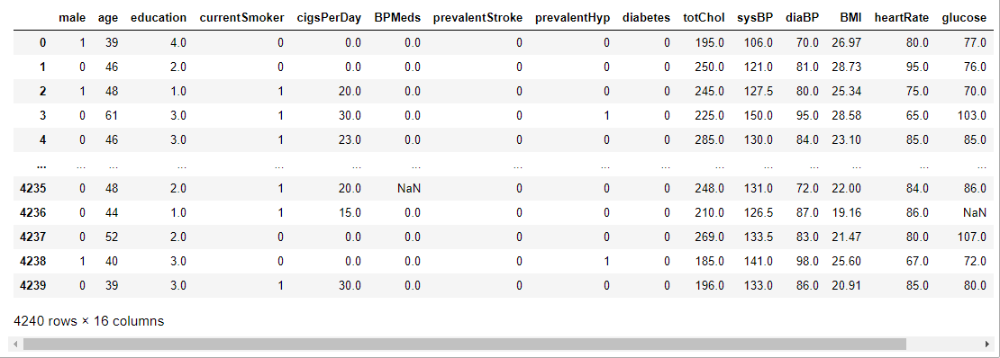 male age education currentSmoker cigsPerDay BPMeds prevalentStroke prevalentHyp diabetes totChol sysBP diaBP BMI heartRate glucose
0 1 39 4.0 0 0.0 0.0 0 0 0 195.0 106.0 70.0 26.97 80.0 77.0
1 0 46 2.0 0 0.0 0.0 0 0 0 250.0 121.0 81.0 28.73 95.0 76.0
2 1 48 1.0 1 20.0 0.0 0 0 0 245.0 127.5 80.0 25.34 75.0 70.0
3 0 61 3.0 1 30.0 0.0 0 1 0 225.0 150.0 95.0 28.58 65.0 103.0
4 0 46 3.0 1 23.0 0.0 0 0 0 285.0 130.0 84.0 23.10 85.0 85.0
... ... ... ... ... ... ... ... ... ... ... ... ... ... ... ...
4235 0 48 2.0 1 20.0 NaN 0 0 0 248.0 131.0 72.0 22.00 84.0 86.0
4236 0 44 1.0 1 15.0 0.0 0 0 0 210.0 126.5 87.0 19.16 86.0 NaN
4237 0 52 2.0 0 0.0 0.0 0 0 0 269.0 133.5 83.0 21.47 80.0 107.0
4238 1 40 3.0 0 0.0 0.0 0 1 0 185.0 141.0 98.0 25.60 67.0 72.0
4239 0 39 3.0 1 30.0 0.0 0 0 0 196.0 133.0 86.0 20.91 85.0 80.0
4240 rows × 16 columns